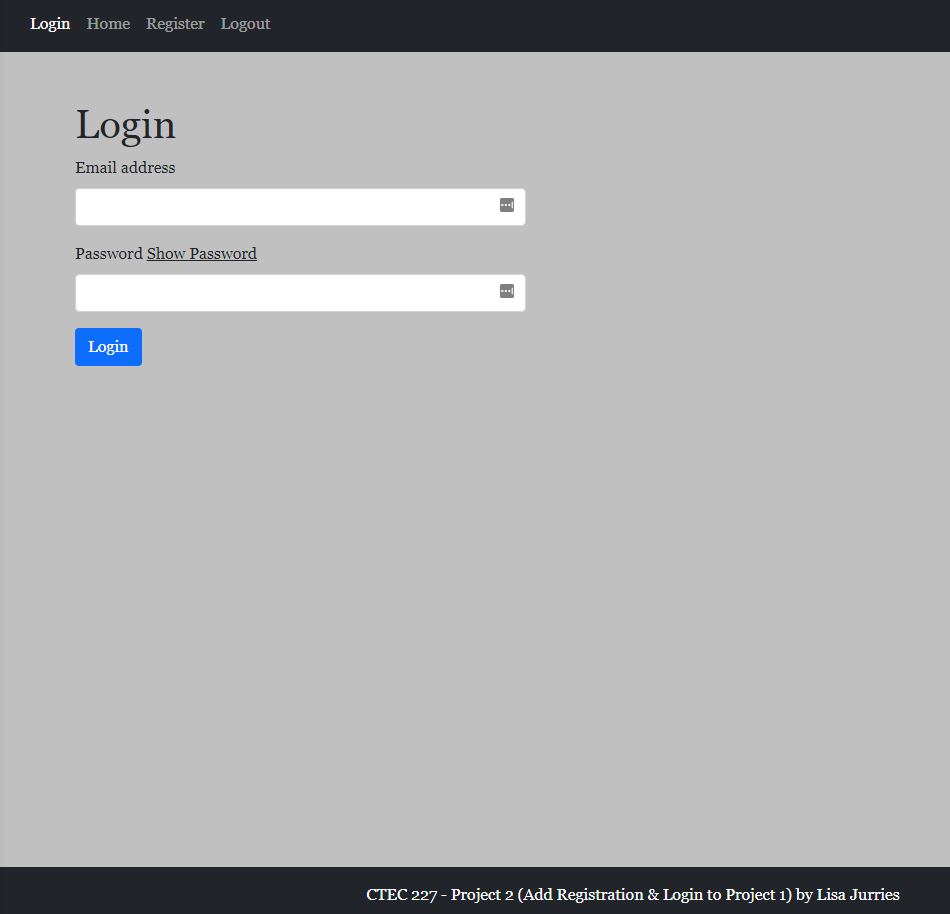 Login Home Register Logout
Login
Email address
Password Show Password
Login
CTEC 227 - Project 2 (Add Registration & Login to Project 1) by Lisa Jurries